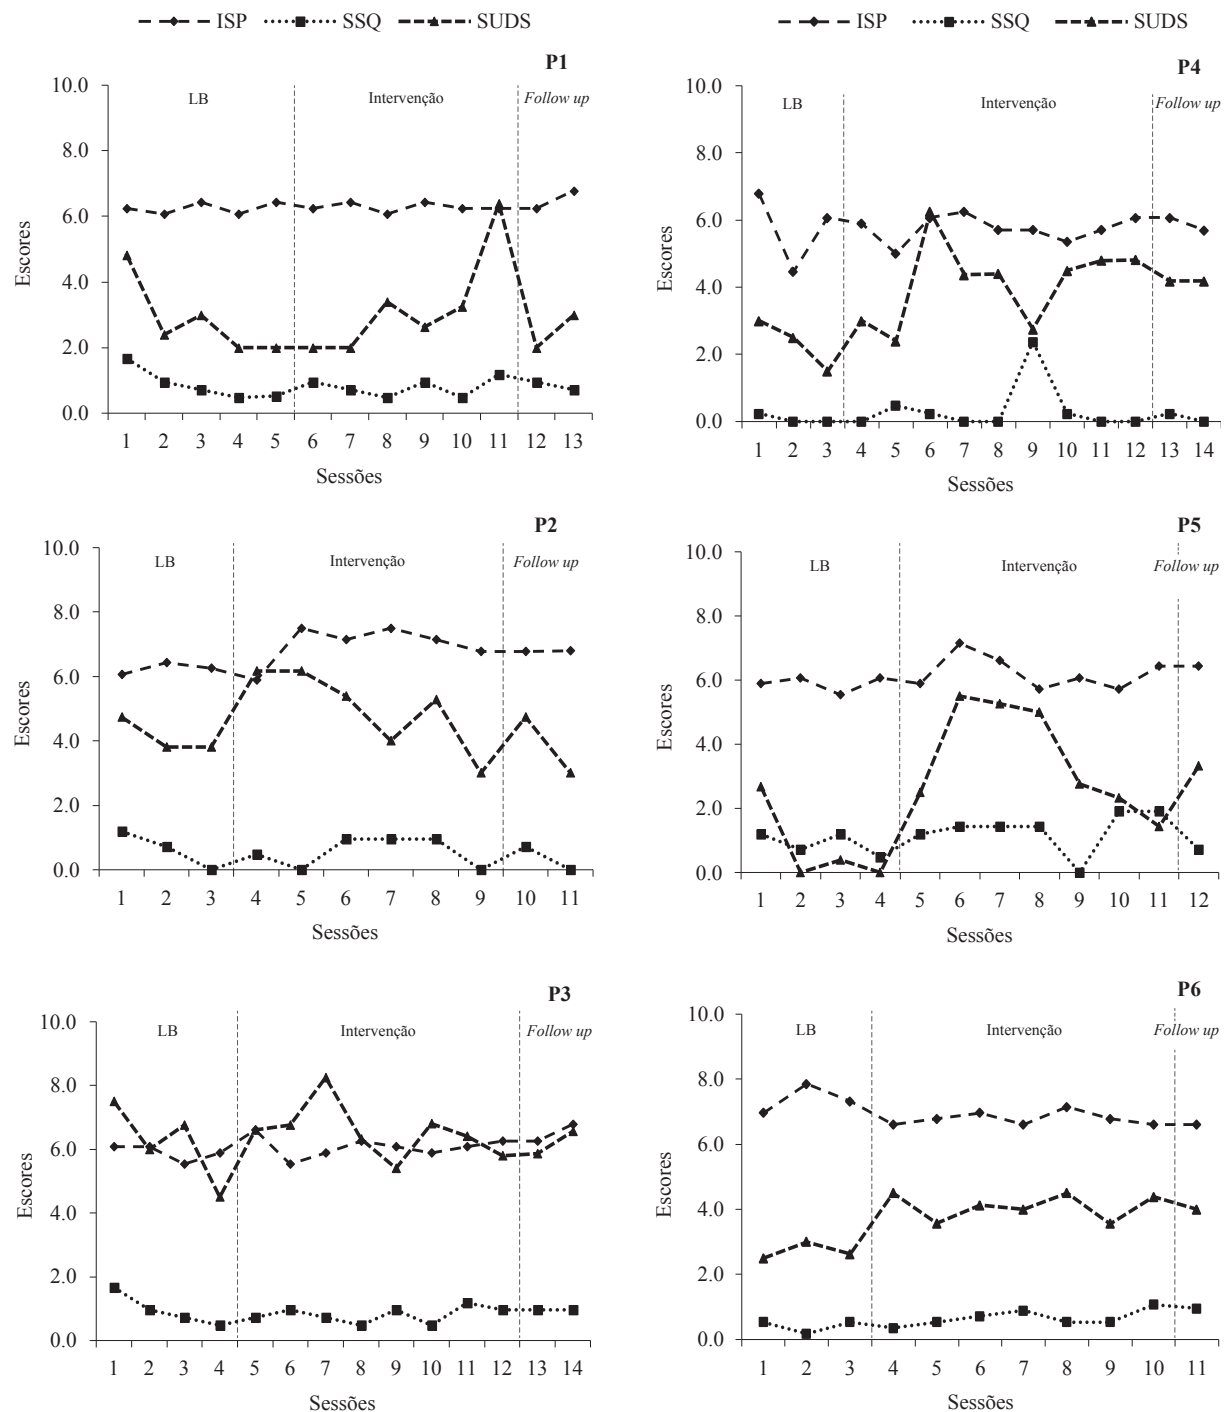 ISP SSQ SUDS
P1
LB Intervenção Follow up
10.0
8.0
6.0
4.0
2.0
0.0
Escores
1 2 3 4 5 6 7 8 9 10 11 12 13
Sessões
P2
LB Intervenção Follow up
10.0
8.0
6.0
4.0
2.0
0.0
Escores
1 2 3 4 5 6 7 8 9 10 11
Sessões
P3
LB Intervenção Follow up
10.0
8.0
6.0
4.0
2.0
0.0
Escores
1 2 3 4 5 6 7 8 9 10 11 12 13 14
Sessões
ISP SSQ SUDS
P4
LB Intervenção Follow up
10.0
8.0
6.0
4.0
2.0
0.0
Escores
1 2 3 4 5 6 7 8 9 10 11 12 13 14
Sessões
P5
LB Intervenção Follow up
10.0
8.0
6.0
4.0
2.0
0.0
Escores
1 2 3 4 5 6 7 8 9 10 11 12
Sessões
P6
LB Intervenção Follow up
10.0
8.0
6.0
4.0
2.0
0.0
Escores
1 2 3 4 5 6 7 8 9 10 11
Sessões